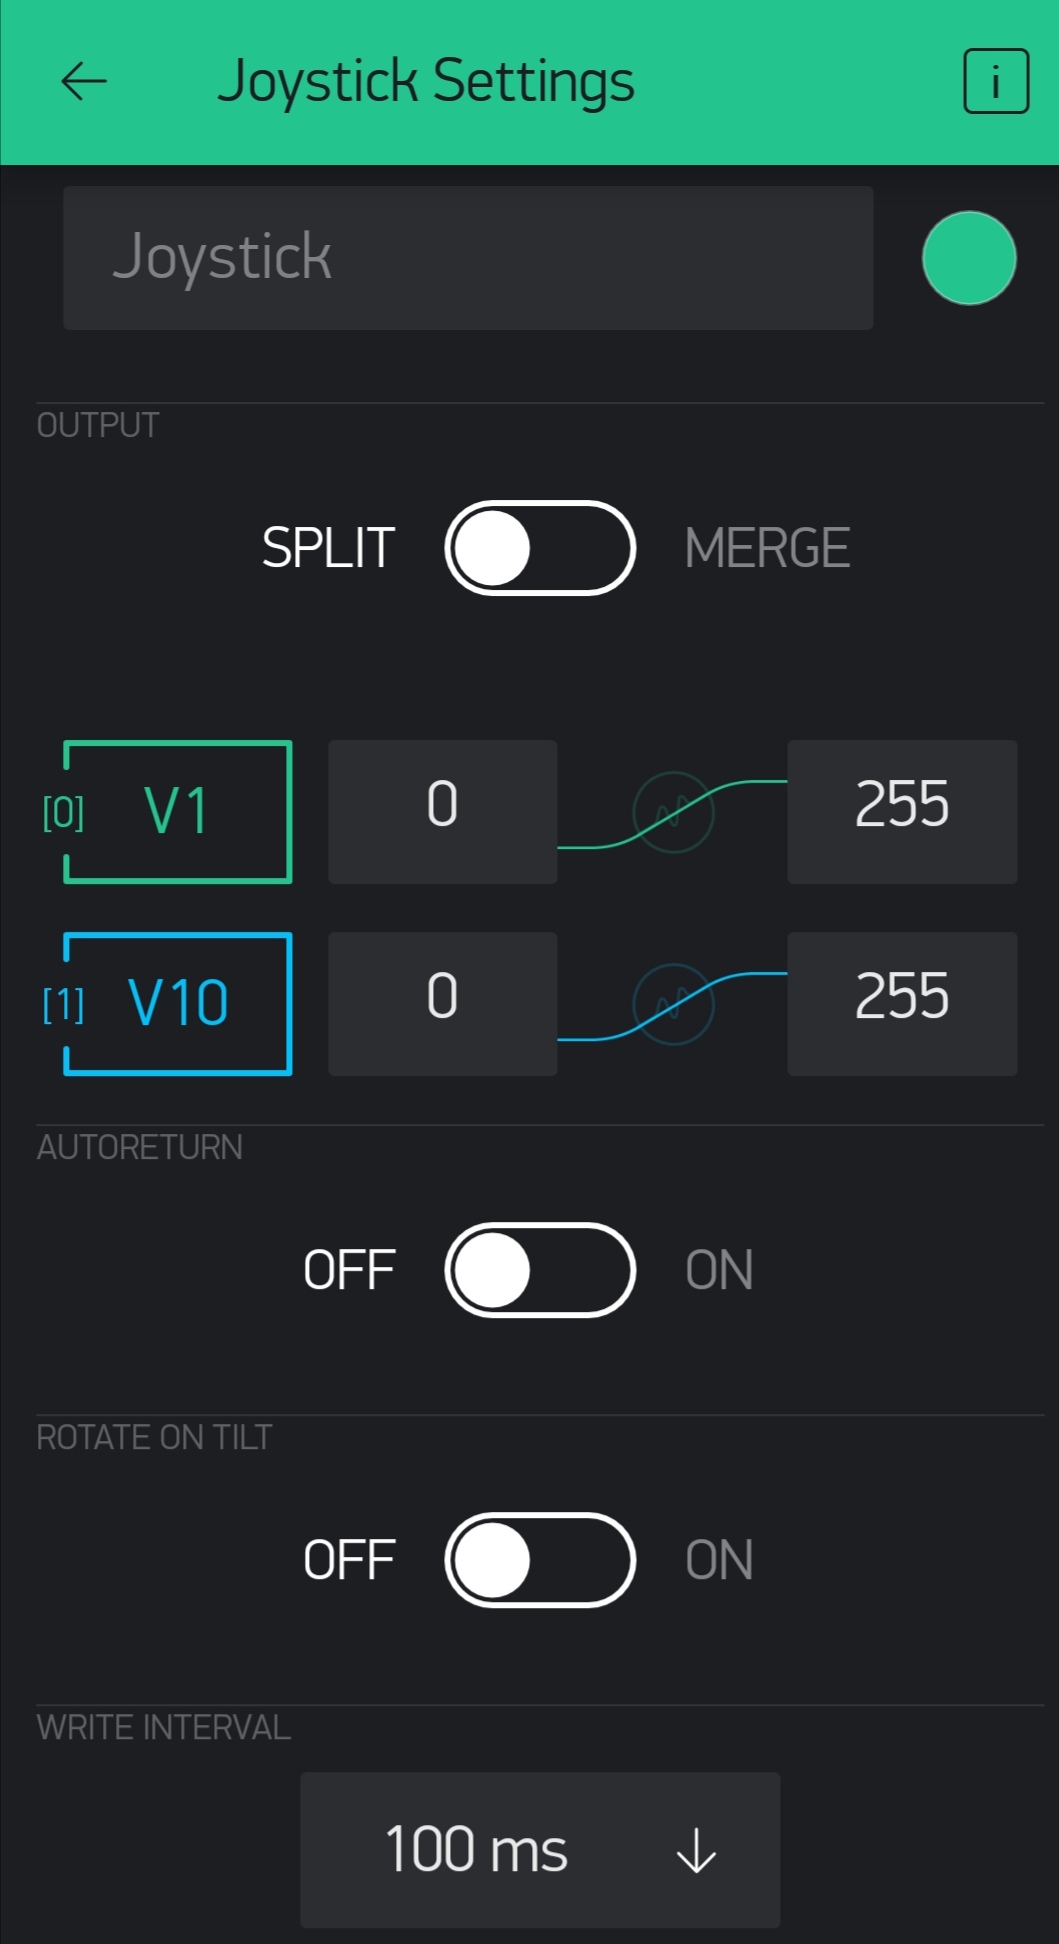 Joystick Settings
i
Joystick
OUTPUT
SPLIT MERGE
[0] V1 0 255
[1] V10 0 255
AUTORETURN
OFF ON
ROTATE ON TILT
OFF ON
WRITE INTERVAL
100 ms